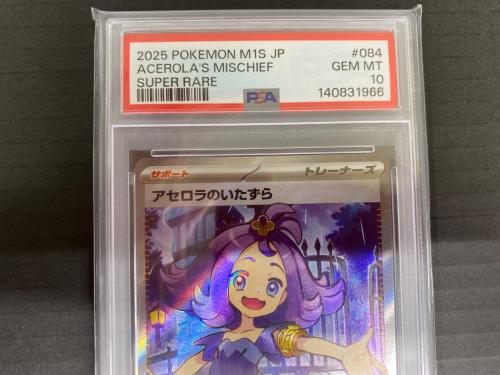 2025 POKEMON M1S JP #084
ACEROLA'S MISCHIEF GEM MT
SUPER RARE 10
PSA 140831966
サポート トレーナーズ
アセロラのいたずら